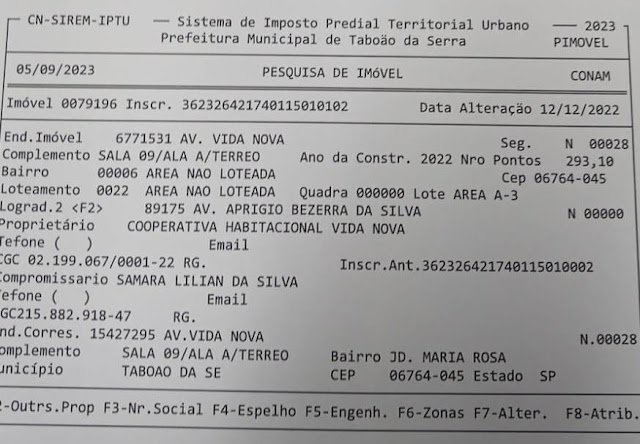 CN-SIREM-IPTU — Sistema de Imposto Predial Territorial Urbano — 2023
Prefeitura Municipal de Taboão da Serra PIMOVEL
05/09/2023 PESQUISA DE IMóVEL CONAM
Imóvel 0079196 Inscr. 362326421740115010102 Data Alteração 12/12/2022
End.Imóvel 6771531 AV. VIDA NOVA Seg. N 00028
Complemento SALA 09/ALA A/TERREO Ano da Constr. 2022 Nro Pontos 293,10
Bairro 00006 AREA NAO LOTEADA Cep 06764-045
Loteamento 0022 AREA NAO LOTEADA Quadra 000000 Lote AREA A-3
Lograd.2 <F2> 89175 AV. APRIGIO BEZERRA DA SILVA N 00000
Proprietário COOPERATIVA HABITACIONAL VIDA NOVA
Tefone ( ) Email
CGC 02.199.067/0001-22 RG. Inscr.Ant.362326421740115010002
Compromissario SAMARA LILIAN DA SILVA
Tefone ( ) Email
GC215.882.918-47 RG.
nd.Corres. 15427295 AV.VIDA NOVA N.00028
omplemento SALA 09/ALA A/TERREO Bairro JD. MARIA ROSA
unicípio TABOAO DA SE CEP 06764-045 Estado SP
2-Outrs.Prop F3-Nr.Social F4-Espelho F5-Engenh. F6-Zonas F7-Alter. F8-Atrib.